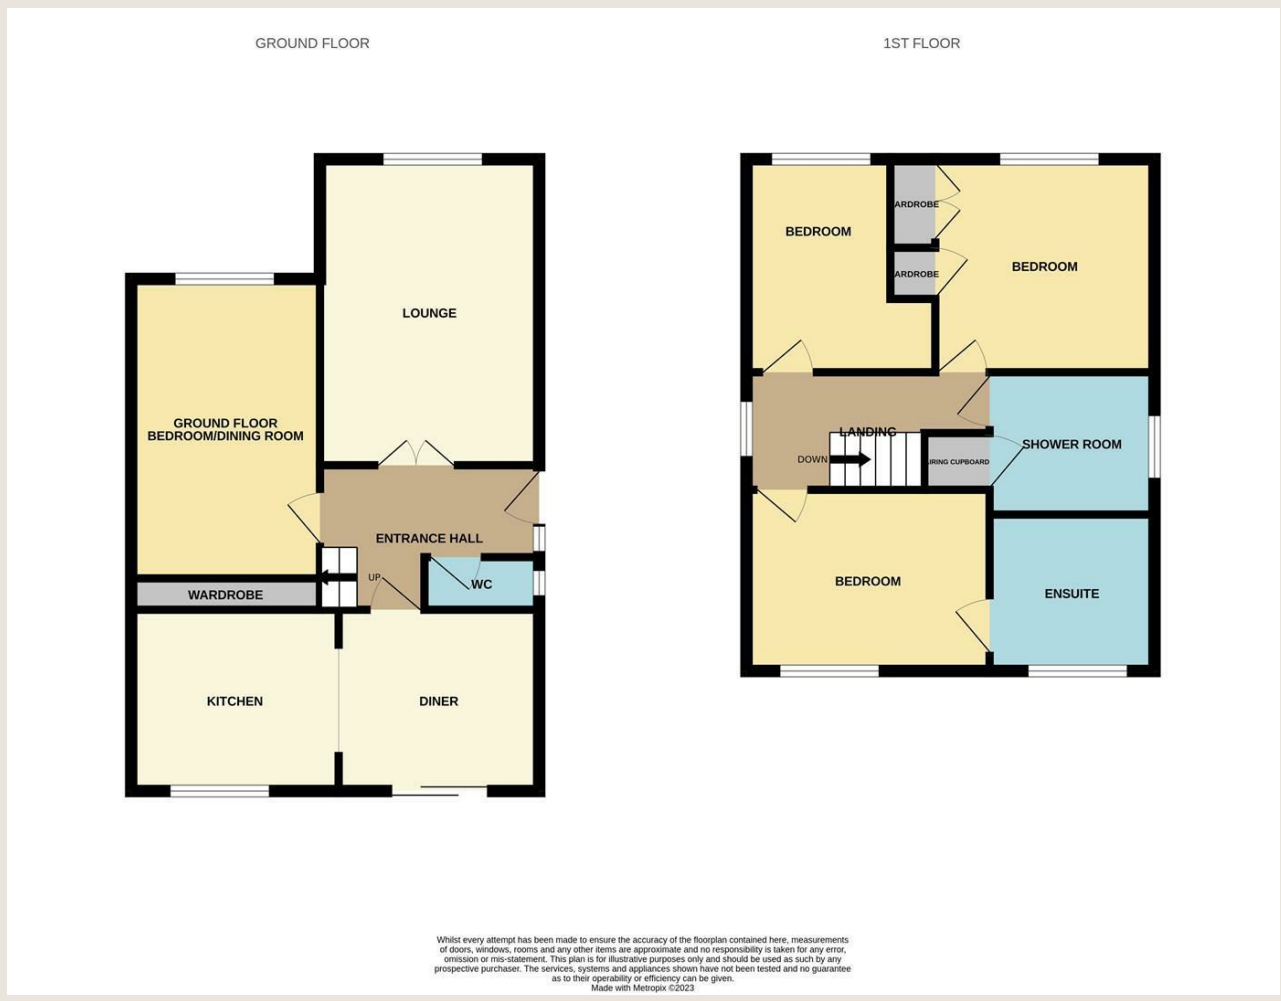 GROUND FLOOR
1ST FLOOR
LOUNGE
GROUND FLOOR
BEDROOM/DINING ROOM
ENTRANCE HALL
UP
WC
WARDROBE
KITCHEN
DINER
BEDROOM
ARDROBE
ARDROBE
BEDROOM
LANDING
DOWN
IRING CUPBOARD
SHOWER ROOM
BEDROOM
ENSUITE
Whilst every attempt has been made to ensure the accuracy of the floorplan contained here, measurements
of doors, windows, rooms and any other items are approximate and no responsibility is taken for any error,
omission or mis-statement. This plan is for illustrative purposes only and should be used as such by any
prospective purchaser. The services, systems and appliances shown have not been tested and no guarantee
as to their operability or efficiency can be given.
Made with Metropix ©2023